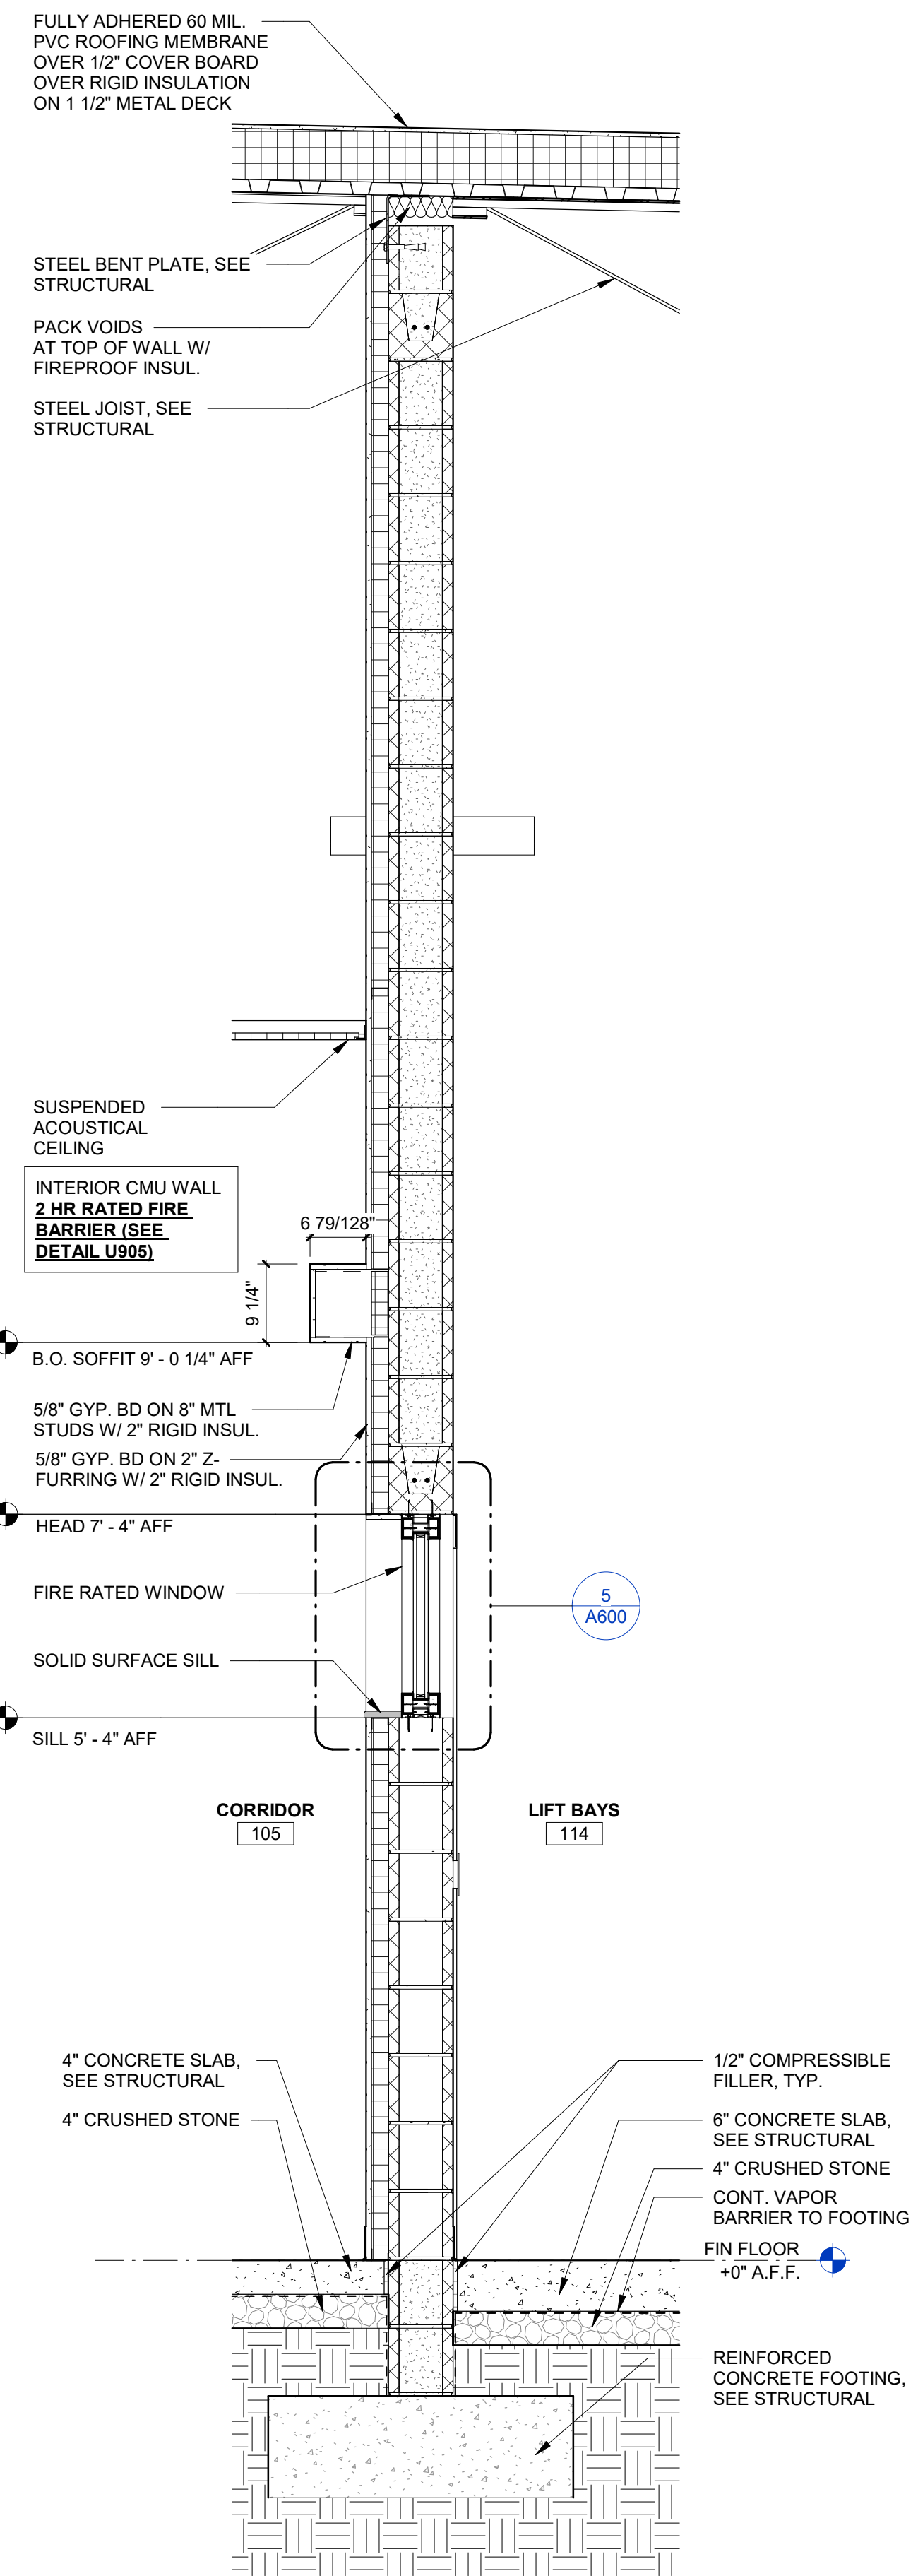 FULLY ADHERED 60 MIL.
PVC ROOFING MEMBRANE
OVER 1/2" COVER BOARD
OVER RIGID INSULATION
ON 1 1/2" METAL DECK
STEEL BENT PLATE, SEE
STRUCTURAL
PACK VOIDS
AT TOP OF WALL W/
FIREPROOF INSUL.
STEEL JOIST, SEE
STRUCTURAL
SUSPENDED
ACOUSTICAL
CEILING
INTERIOR CMU WALL
2 HR RATED FIRE
BARRIER (SEE
DETAIL U905)
6 79/128"
9 1/4"
B.O. SOFFIT 9' - 0 1/4" AFF
5/8" GYP. BD ON 8" MTL
STUDS W/ 2" RIGID INSUL.
5/8" GYP. BD ON 2" Z-
FURRING W/ 2" RIGID INSUL.
HEAD 7' - 4" AFF
FIRE RATED WINDOW
5
A600
SOLID SURFACE SILL
SILL 5' - 4" AFF
CORRIDOR
105
LIFT BAYS
114
4" CONCRETE SLAB,
SEE STRUCTURAL
4" CRUSHED STONE
1/2" COMPRESSIBLE
FILLER, TYP.
6" CONCRETE SLAB,
SEE STRUCTURAL
4" CRUSHED STONE
CONT. VAPOR
BARRIER TO FOOTING
FIN FLOOR
+0" A.F.F.
REINFORCED
CONCRETE FOOTING,
SEE STRUCTURAL